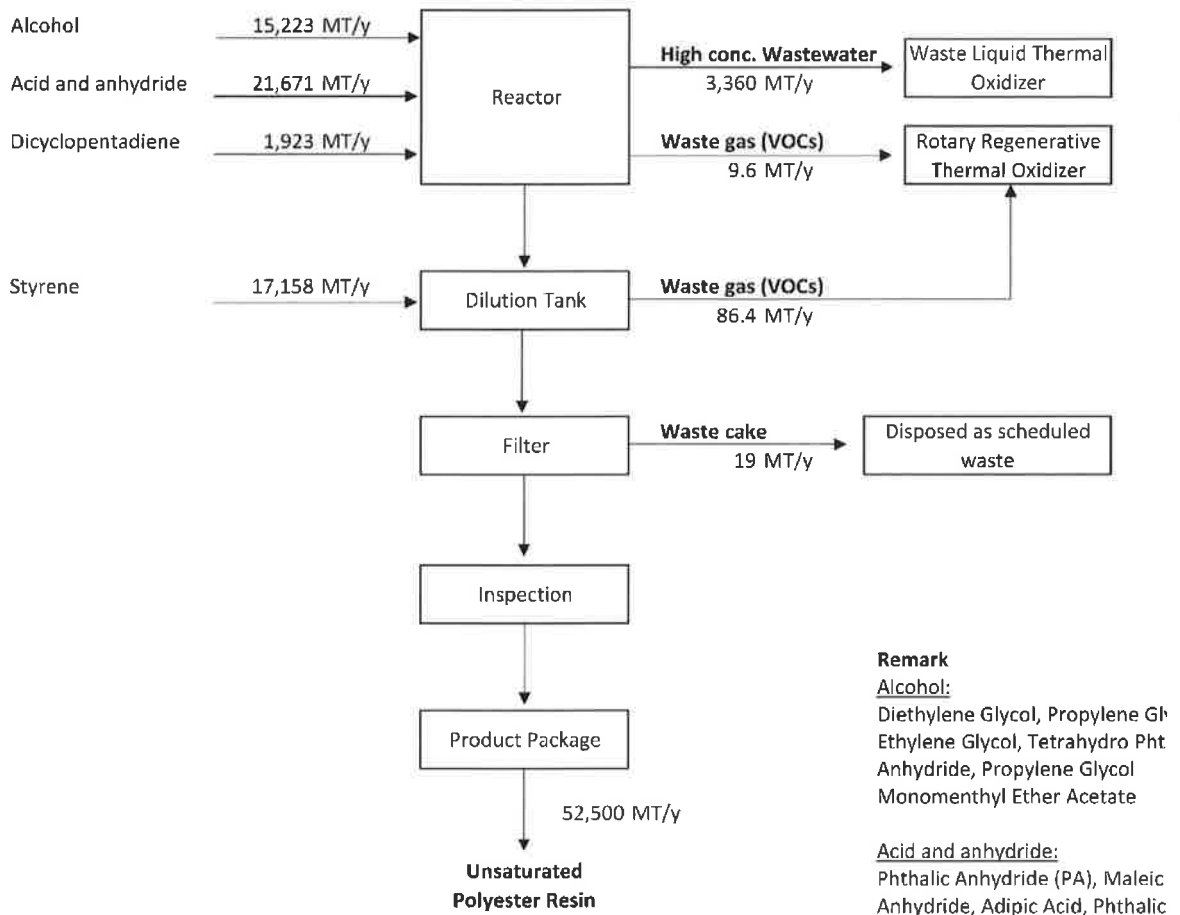 Alcohol
15,223 MT/y
Acid and anhydride
21,671 MT/y
Dicyclopentadiene
1,923 MT/y
Reactor
High conc. Wastewater
3,360 MT/y
Waste Liquid Thermal
Oxidizer
Waste gas (VOCs)
9.6 MT/y
Rotary Regenerative
Thermal Oxidizer
Styrene
17,158 MT/y
Dilution Tank
Waste gas (VOCs)
86.4 MT/y
Filter
Waste cake
19 MT/y
Disposed as scheduled
waste
Inspection
Product Package
52,500 MT/y
Unsaturated
Polyester Resin
Remark
Alcohol:
Diethylene Glycol, Propylene
Ethylene Glycol, Tetrahydro
Anhydride, Propylene Glycol
Monomenthyl Ether Acetate
Acid and anhydride:
Phthalic Anhydride (PA), Maleic
Anhydride, Adipic Acid, Phthalic